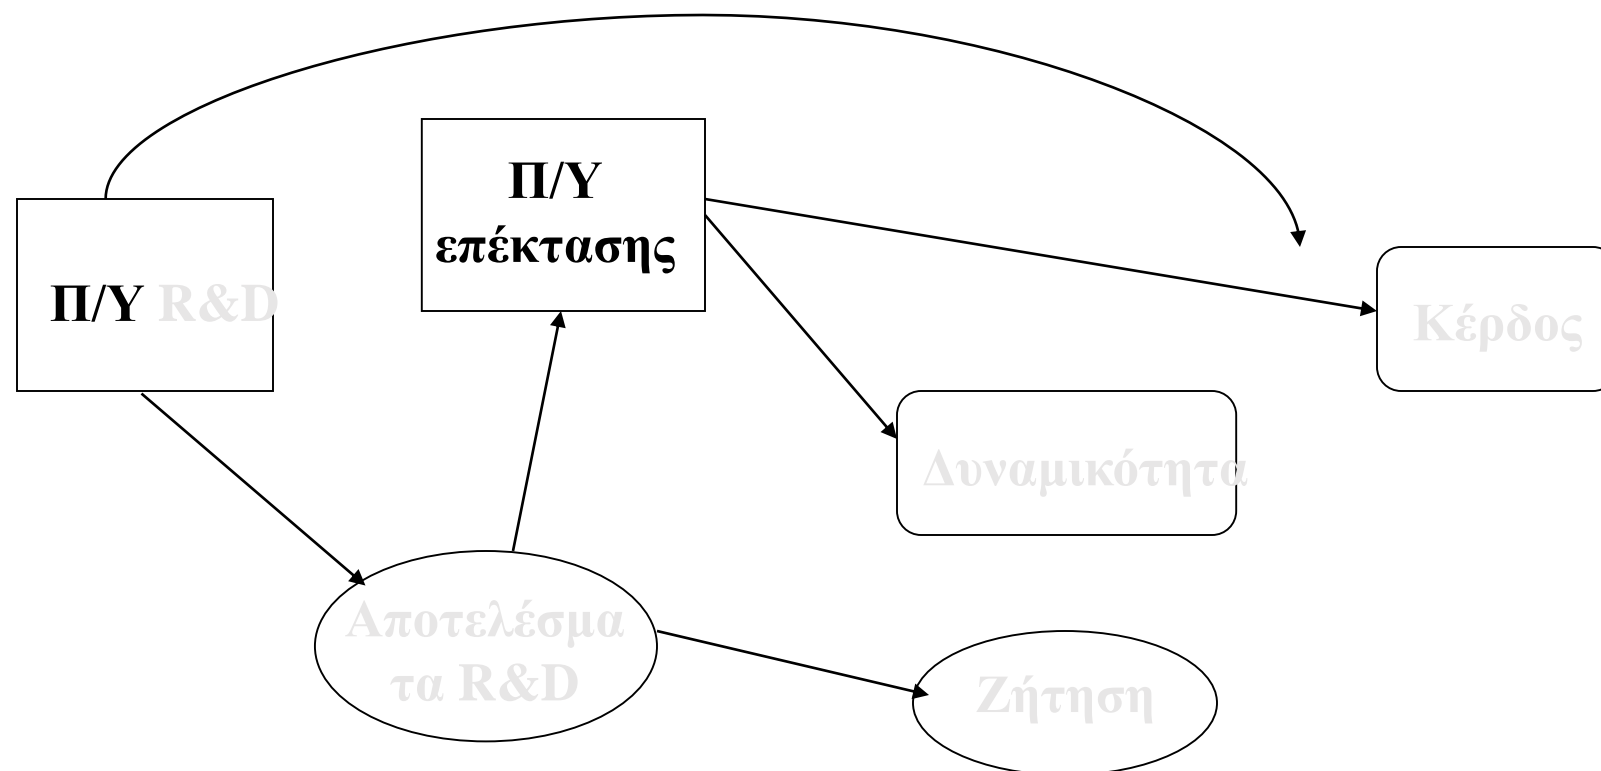 Π/Υ
επέκτασης
Π/Υ R&D
Κέρδος
Δυναμικότητα
Αποτελέσμα
τα R&D
Ζήτηση